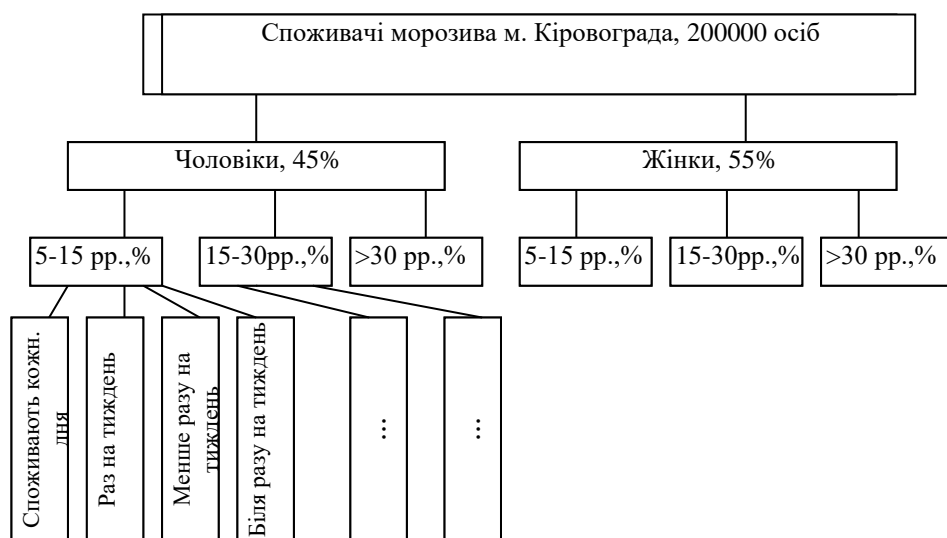 Споживачі морозива м. Кіровограда, 200000 осіб
Чоловіки, 45%
Жінки, 55%
5-15 рр.,%
15-30рр.,%
>30 рр.,%
5-15 рр.,%
15-30рр.,%
>30 рр.,%
Споживають кожн.
дня
Раз на тиждень
Менше разу на
тиждень
Біля разу на тиждень
...
...